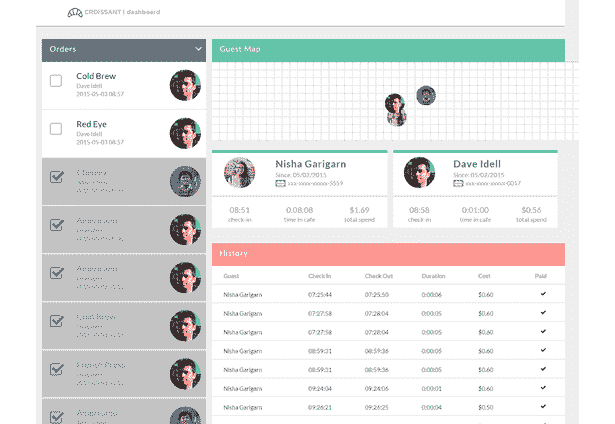 CROISSANT | dashboard
Orders
Cold Brew
Dave Idell
2015-05-03 08:57
Red Eye
Dave Idell
2015-05-03 08:57
Guest Map
Nisha Garigarn
Since: 05/02/2015
xxx-xxxx-xxxxx-5559
08:51 0:08:08 $1.69
check-in time in cafe total spend
Dave Idell
Since: 05/02/2015
xxx-xxxx-xxxxx-0057
08:58 0:01:00 $0.56
check-in time in cafe total spend
History
Guest Check In Check Out Duration Cost Paid
Nisha Garigarn 07:25:44 07:25:50 0:00:06 $0.60
Nisha Garigarn 07:27:58 07:28:04 0:00:05 $0.60
Nisha Garigarn 07:27:58 07:28:04 0:00:05 $0.60
Nisha Garigarn 08:59:31 08:59:36 0:00:05 $0.60
Nisha Garigarn 08:59:31 08:59:36 0:00:05 $0.60
Nisha Garigarn 09:24:04 09:24:06 0:00:01 $0.60
Nisha Garigarn 09:26:21 09:26:25 0:00:04 $0.50